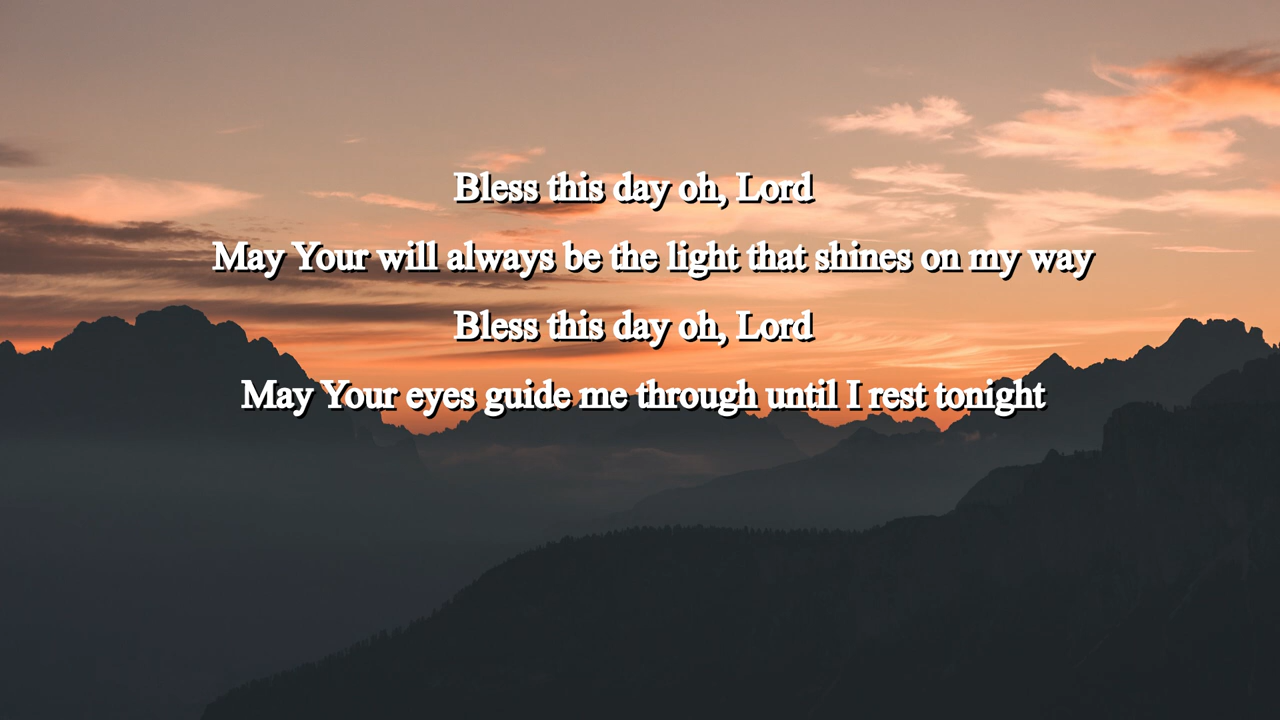 Bless this day oh, Lord
May Your will always be the light that shines on my way
Bless this day oh, Lord
May Your eyes guide me through until I rest tonight